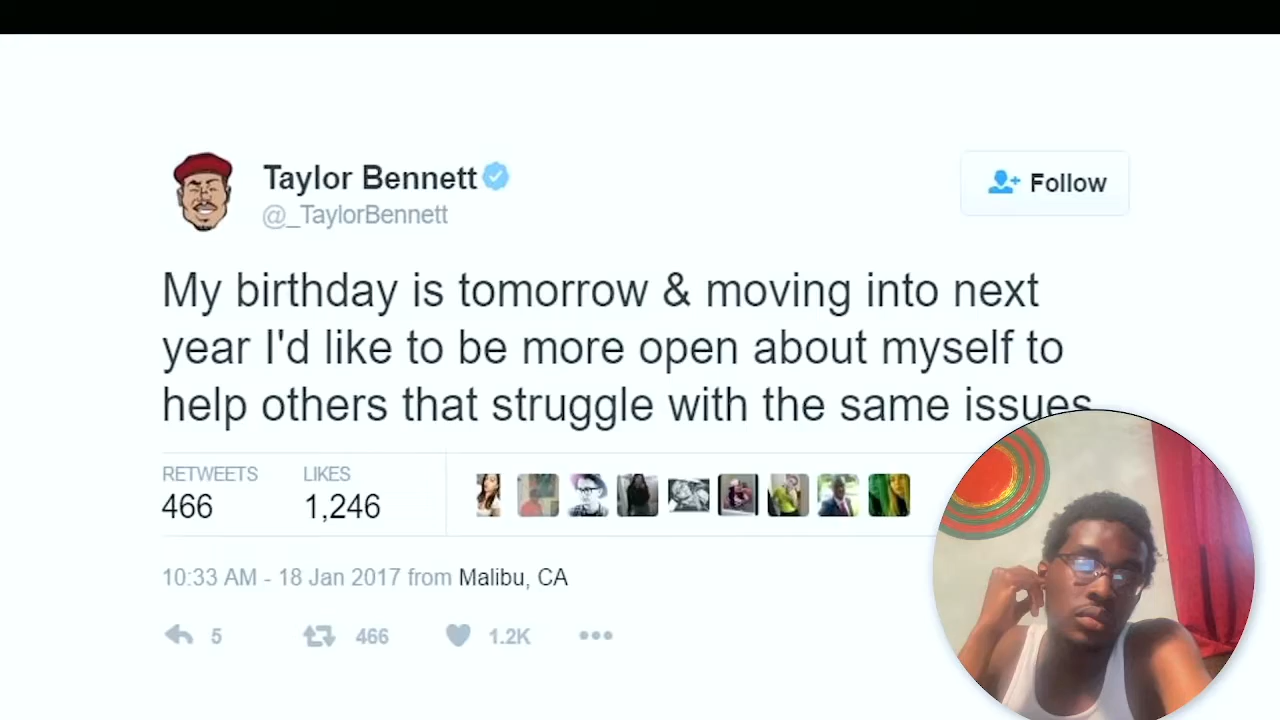 Taylor Bennett
@_TaylorBennett
Follow
My birthday is tomorrow & moving into next
year I'd like to be more open about myself to
help others that struggle with the same issues
RETWEETS LIKES
466 1,246
10:33 AM - 18 Jan 2017 from Malibu, CA
5 466 1.2K